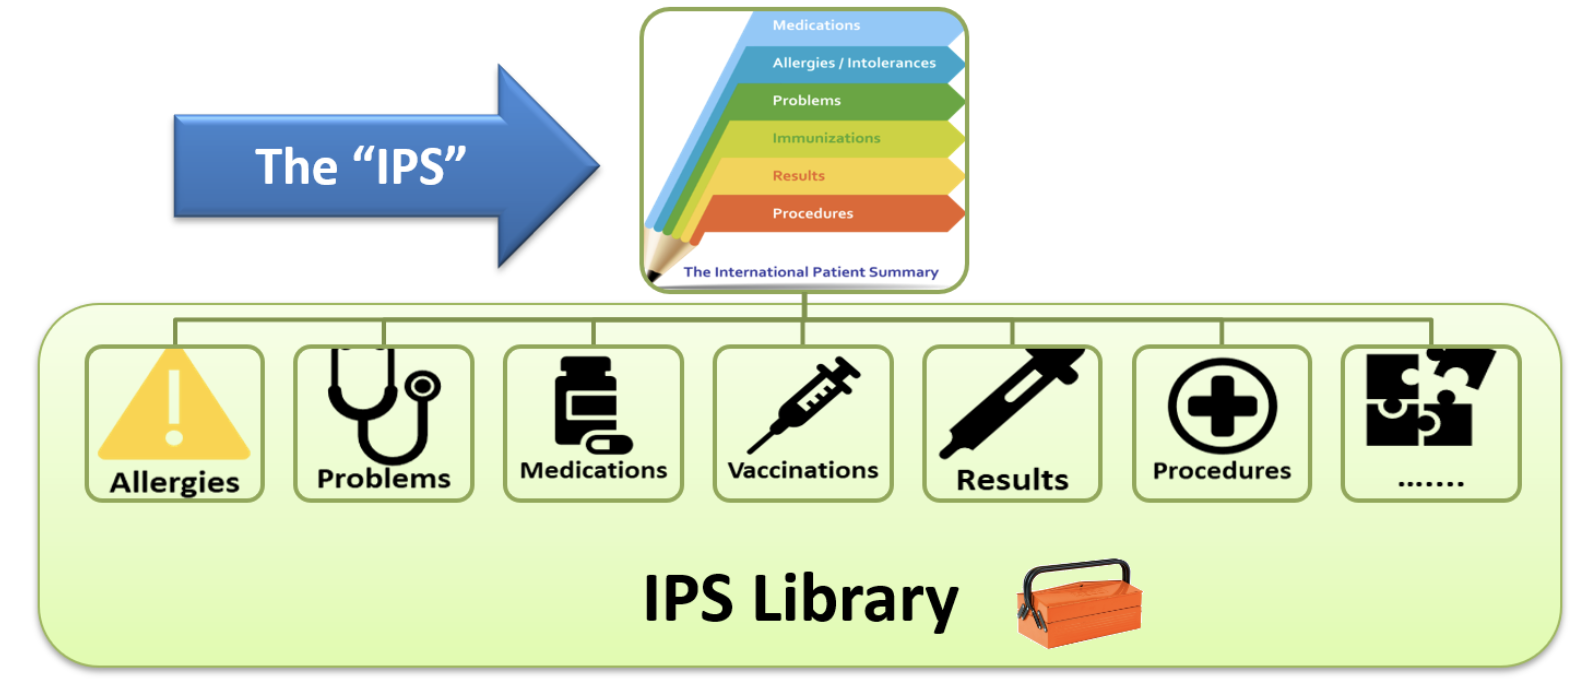 The “IPS”
Medications
Allergies / Intolerances
Problems
Immunizations
Results
Procedures
The International Patient Summary
Allergies
Problems
Medications
Vaccinations
Results
Procedures
.......
IPS Library